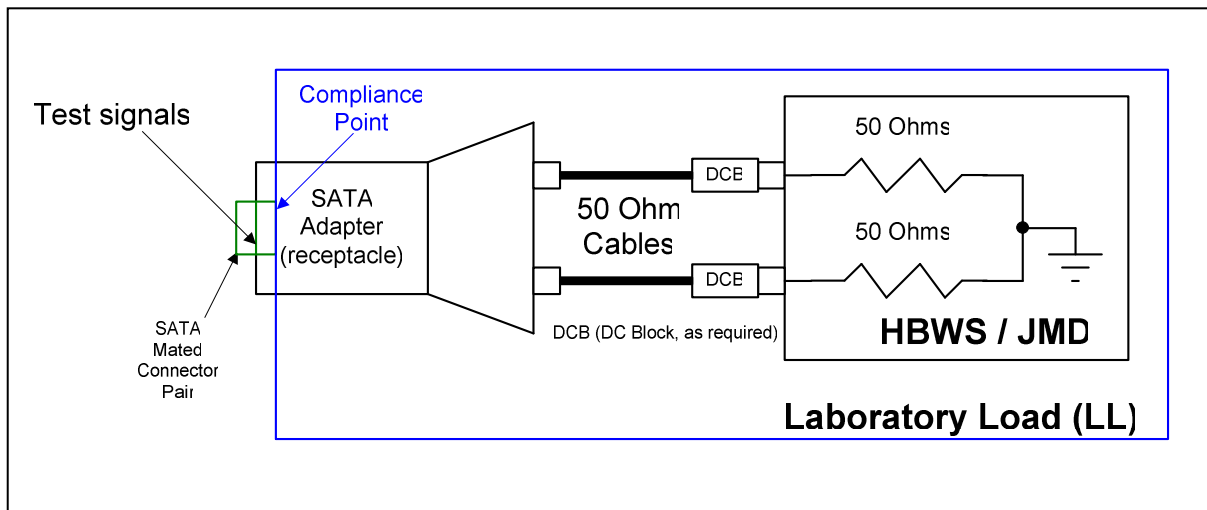 Test signals
Compliance
Point
SATA
Adapter
(receptacle)
SATA
Mated
Connector
Pair
50 Ohm
Cables
DCB
DCB
DCB (DC Block, as required)
50 Ohms
50 Ohms
HBWS / JMD
Laboratory Load (LL)